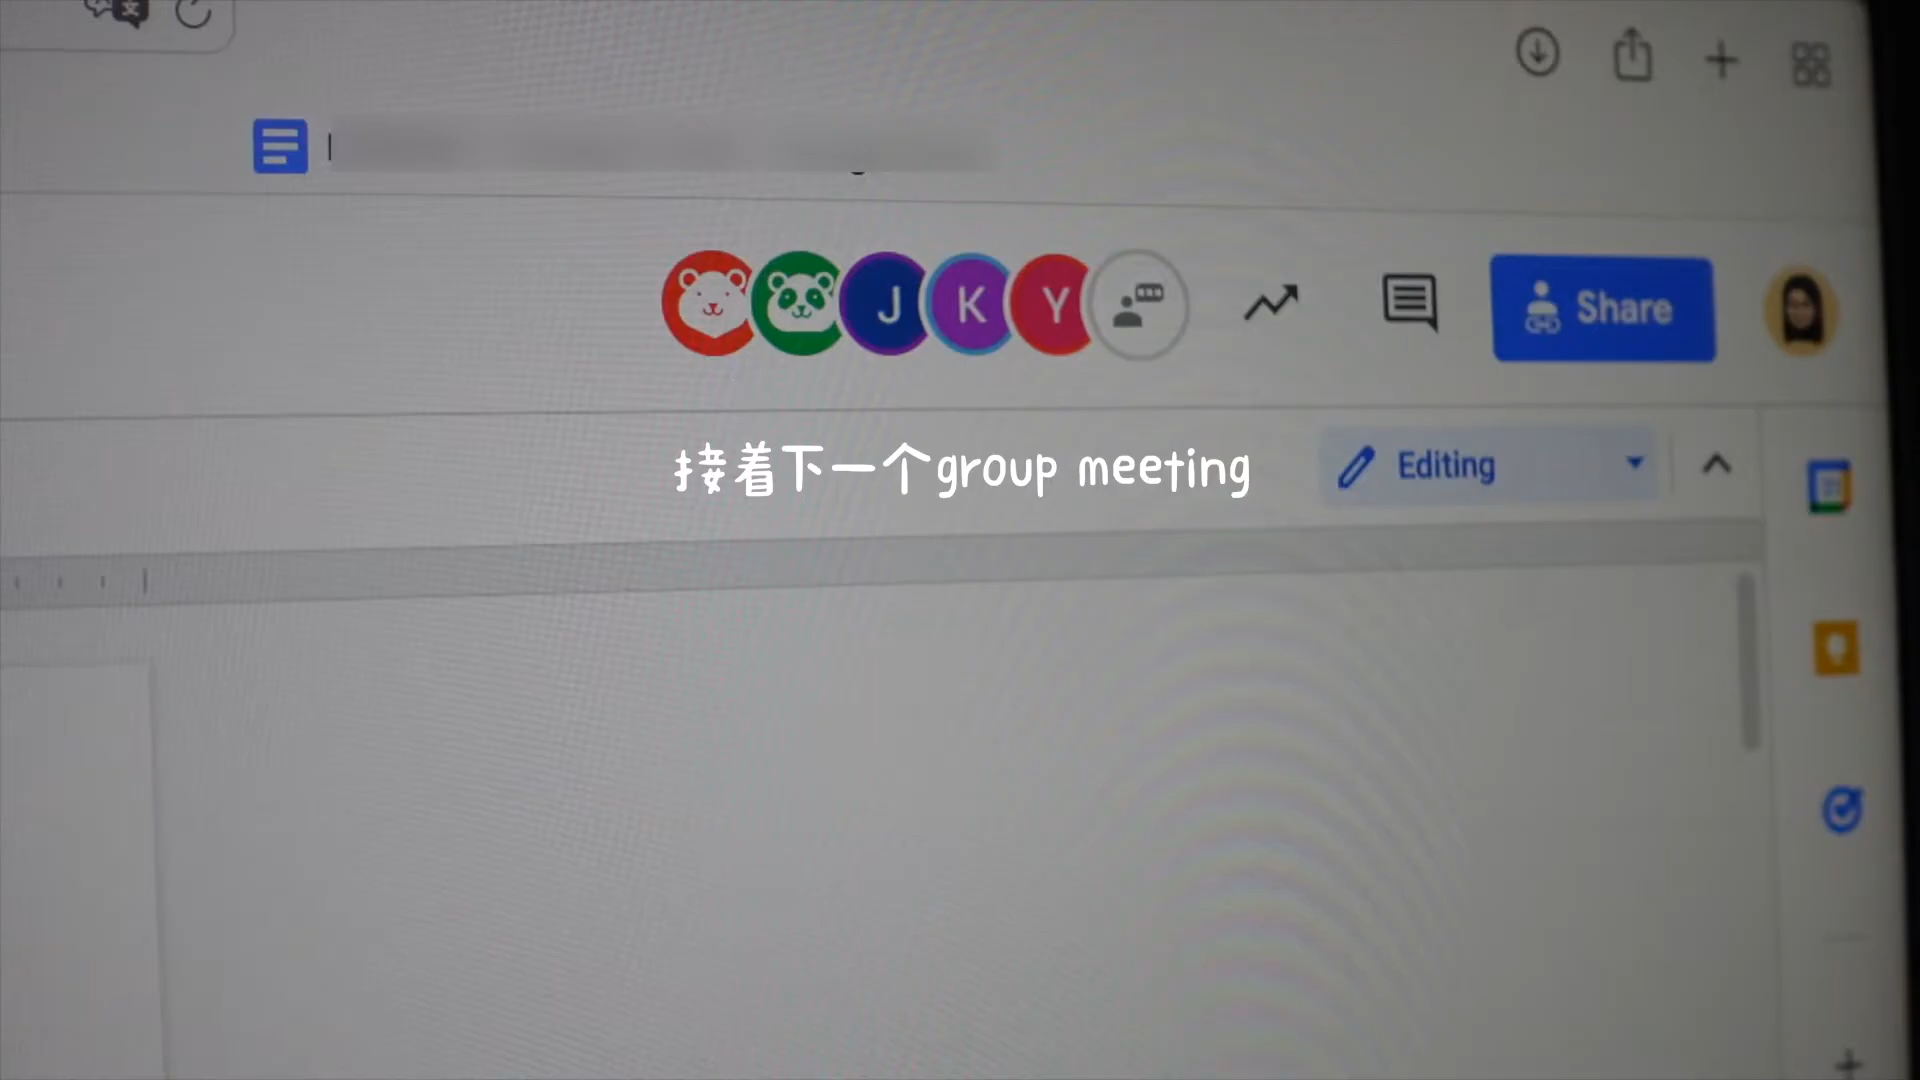 J K Y
Share
接着下一个group meeting
Editing